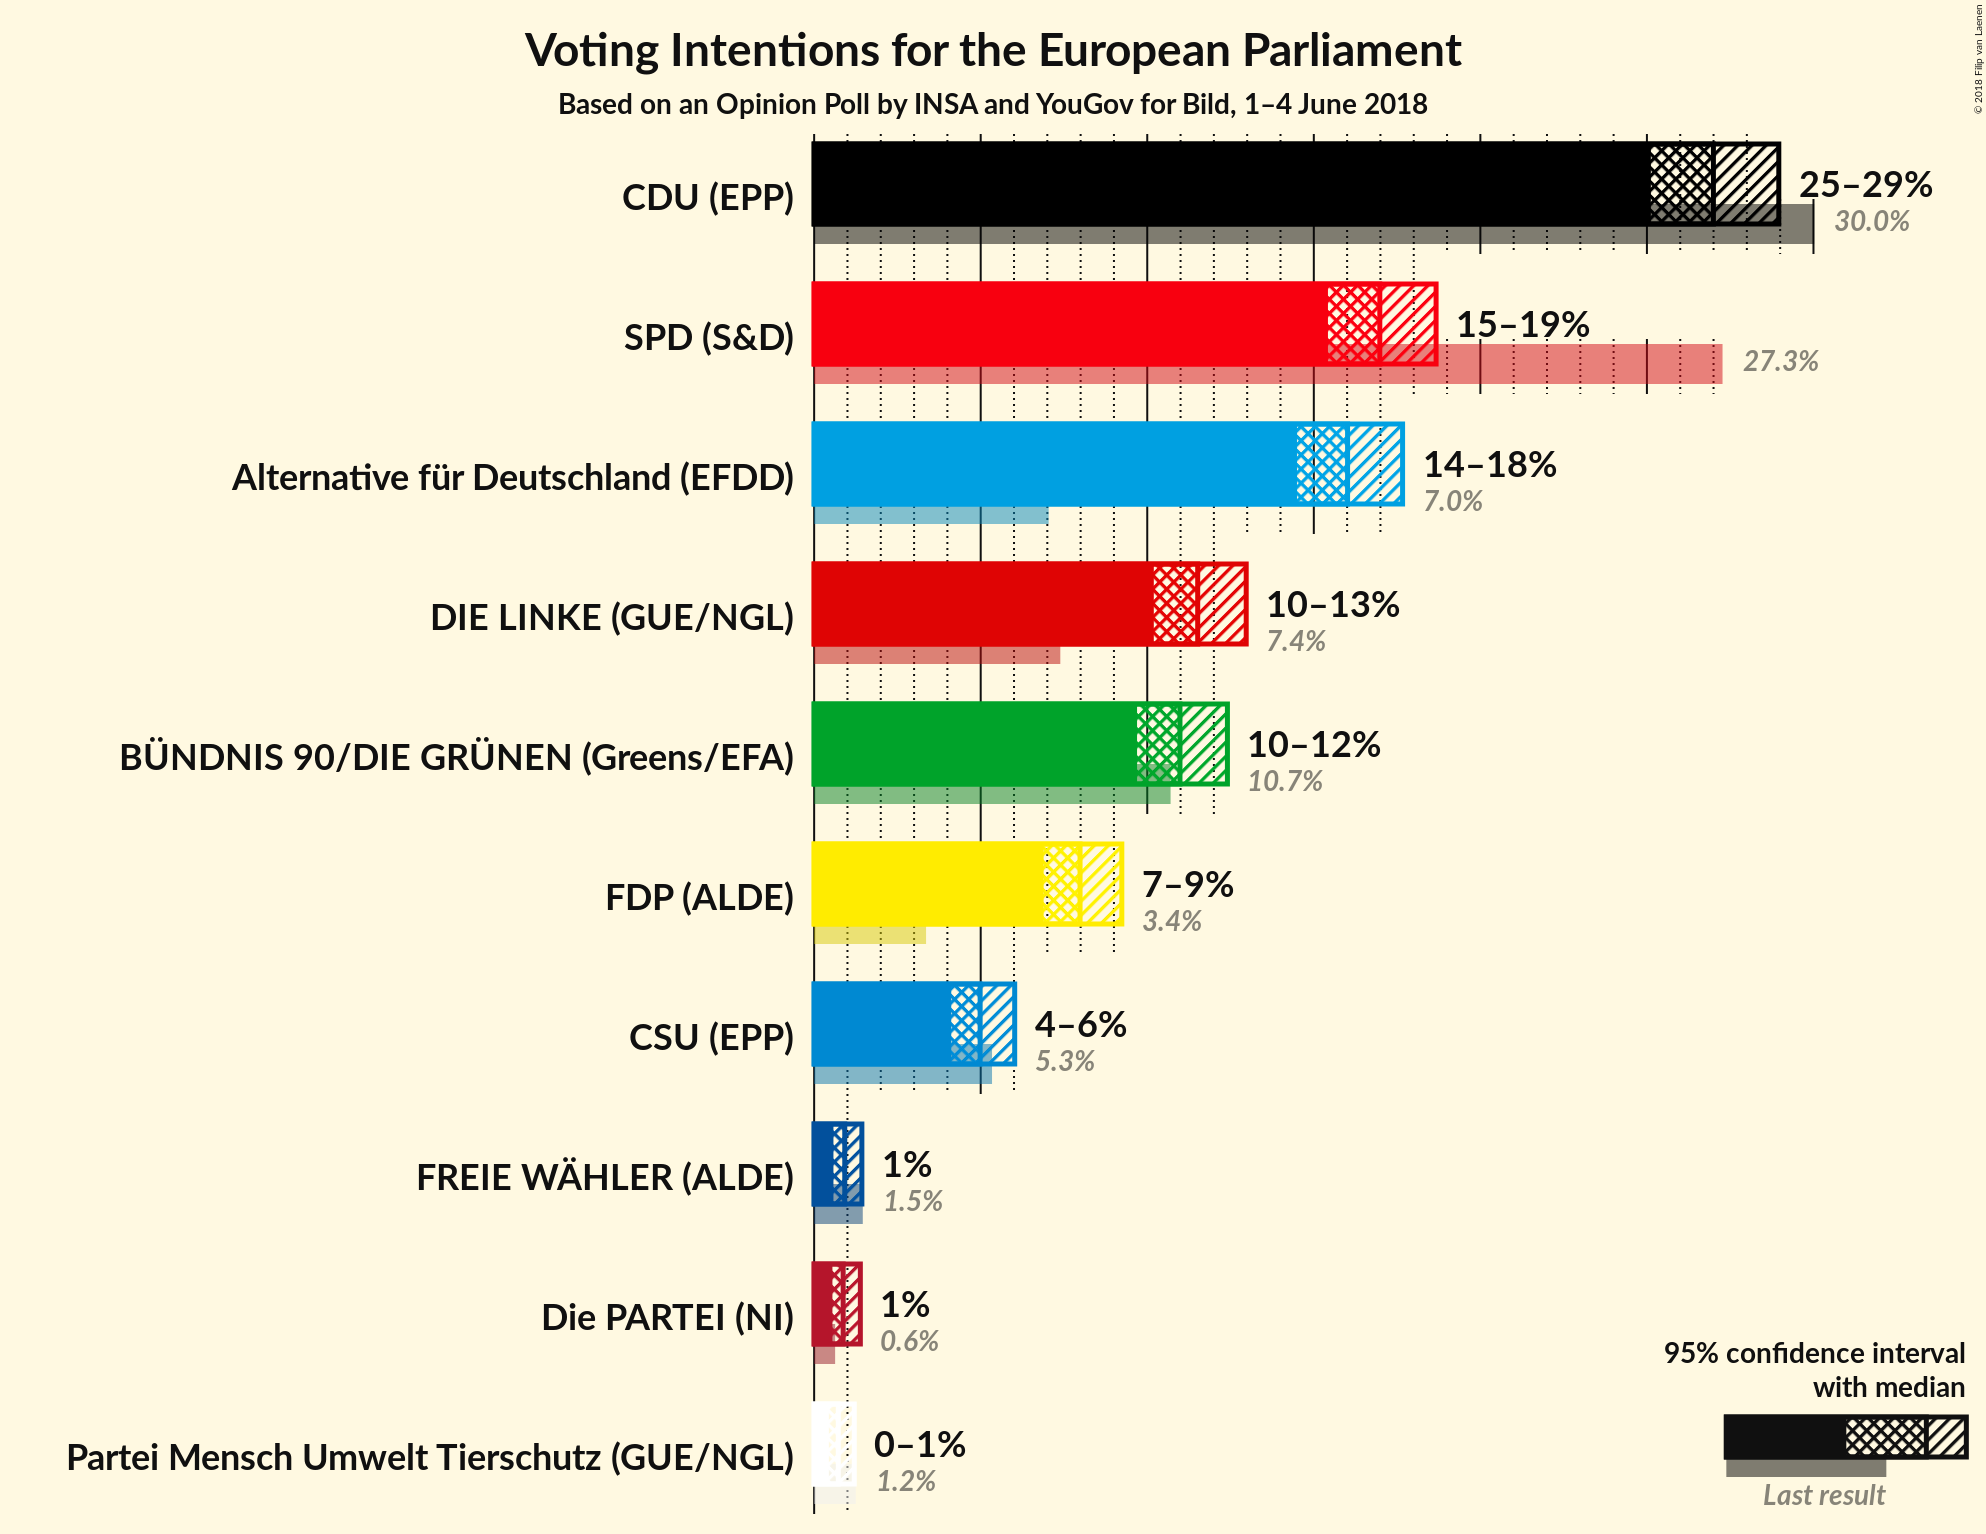 Voting Intentions for the European Parliament
Based on an Opinion Poll by INSA and YouGov for Bild, 1–4 June 2018
© 2018 Filip van Laenen
CDU (EPP)
25–29%
30.0%
SPD (S&D)
15–19%
27.3%
Alternative für Deutschland (EFDD)
14–18%
7.0%
DIE LINKE (GUE/NGL)
10–13%
7.4%
BÜNDNIS 90/DIE GRÜNEN (Greens/EFA)
10–12%
10.7%
FDP (ALDE)
7–9%
3.4%
CSU (EPP)
4–6%
5.3%
FREIE WÄHLER (ALDE)
1%
1.5%
Die PARTEI (NI)
1%
0.6%
Partei Mensch Umwelt Tierschutz (GUE/NGL)
0–1%
1.2%
95% confidence interval
with median
Last result